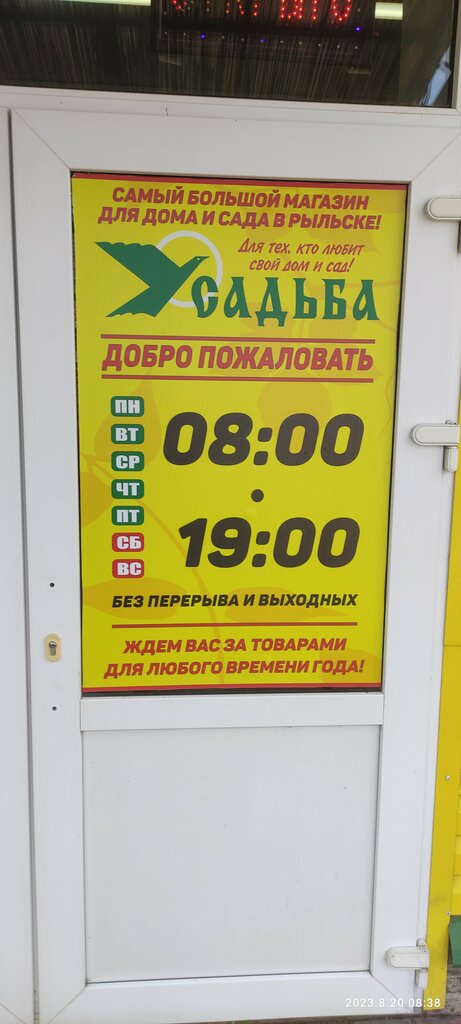 ОТКРЫТО
САМЫЙ БОЛЬШОЙ МАГАЗИН
ДЛЯ ДОМА И САДА В РЫЛЬСКЕ!
Для тех, кто любит
свой дом и сад!
УСАДЬБА
ДОБРО ПОЖАЛОВАТЬ
ПН
ВТ
СР
ЧТ
ПТ
СБ
ВС
08:00
19:00
БЕЗ ПЕРЕРЫВА И ВЫХОДНЫХ
ЖДЕМ ВАС ЗА ТОВАРАМИ
ДЛЯ ЛЮБОГО ВРЕМЕНИ ГОДА!
2023.8.20 08:38